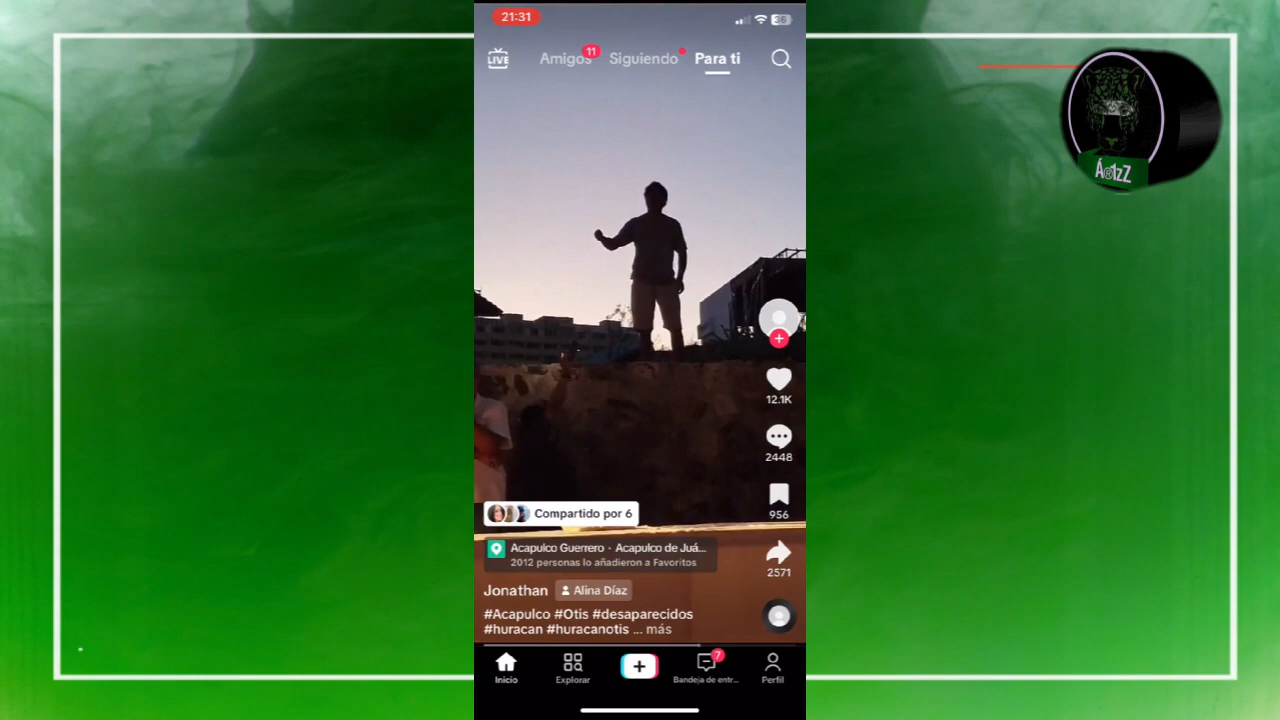 21:31
36
LIVE
Amigos
11
Siguiendo
Para ti
Á®1zZ
12.1K
2448
956
Compartido por 6
Acapulco Guerrero · Acapulco de Juá...
2012 personas lo añadieron a Favoritos
2571
Jonathan
Alina Díaz
#Acapulco #Otis #desaparecidos
#huracan #huracanotis ... más
7
Inicio
Explorar
Bandeja de entr...
Perfil